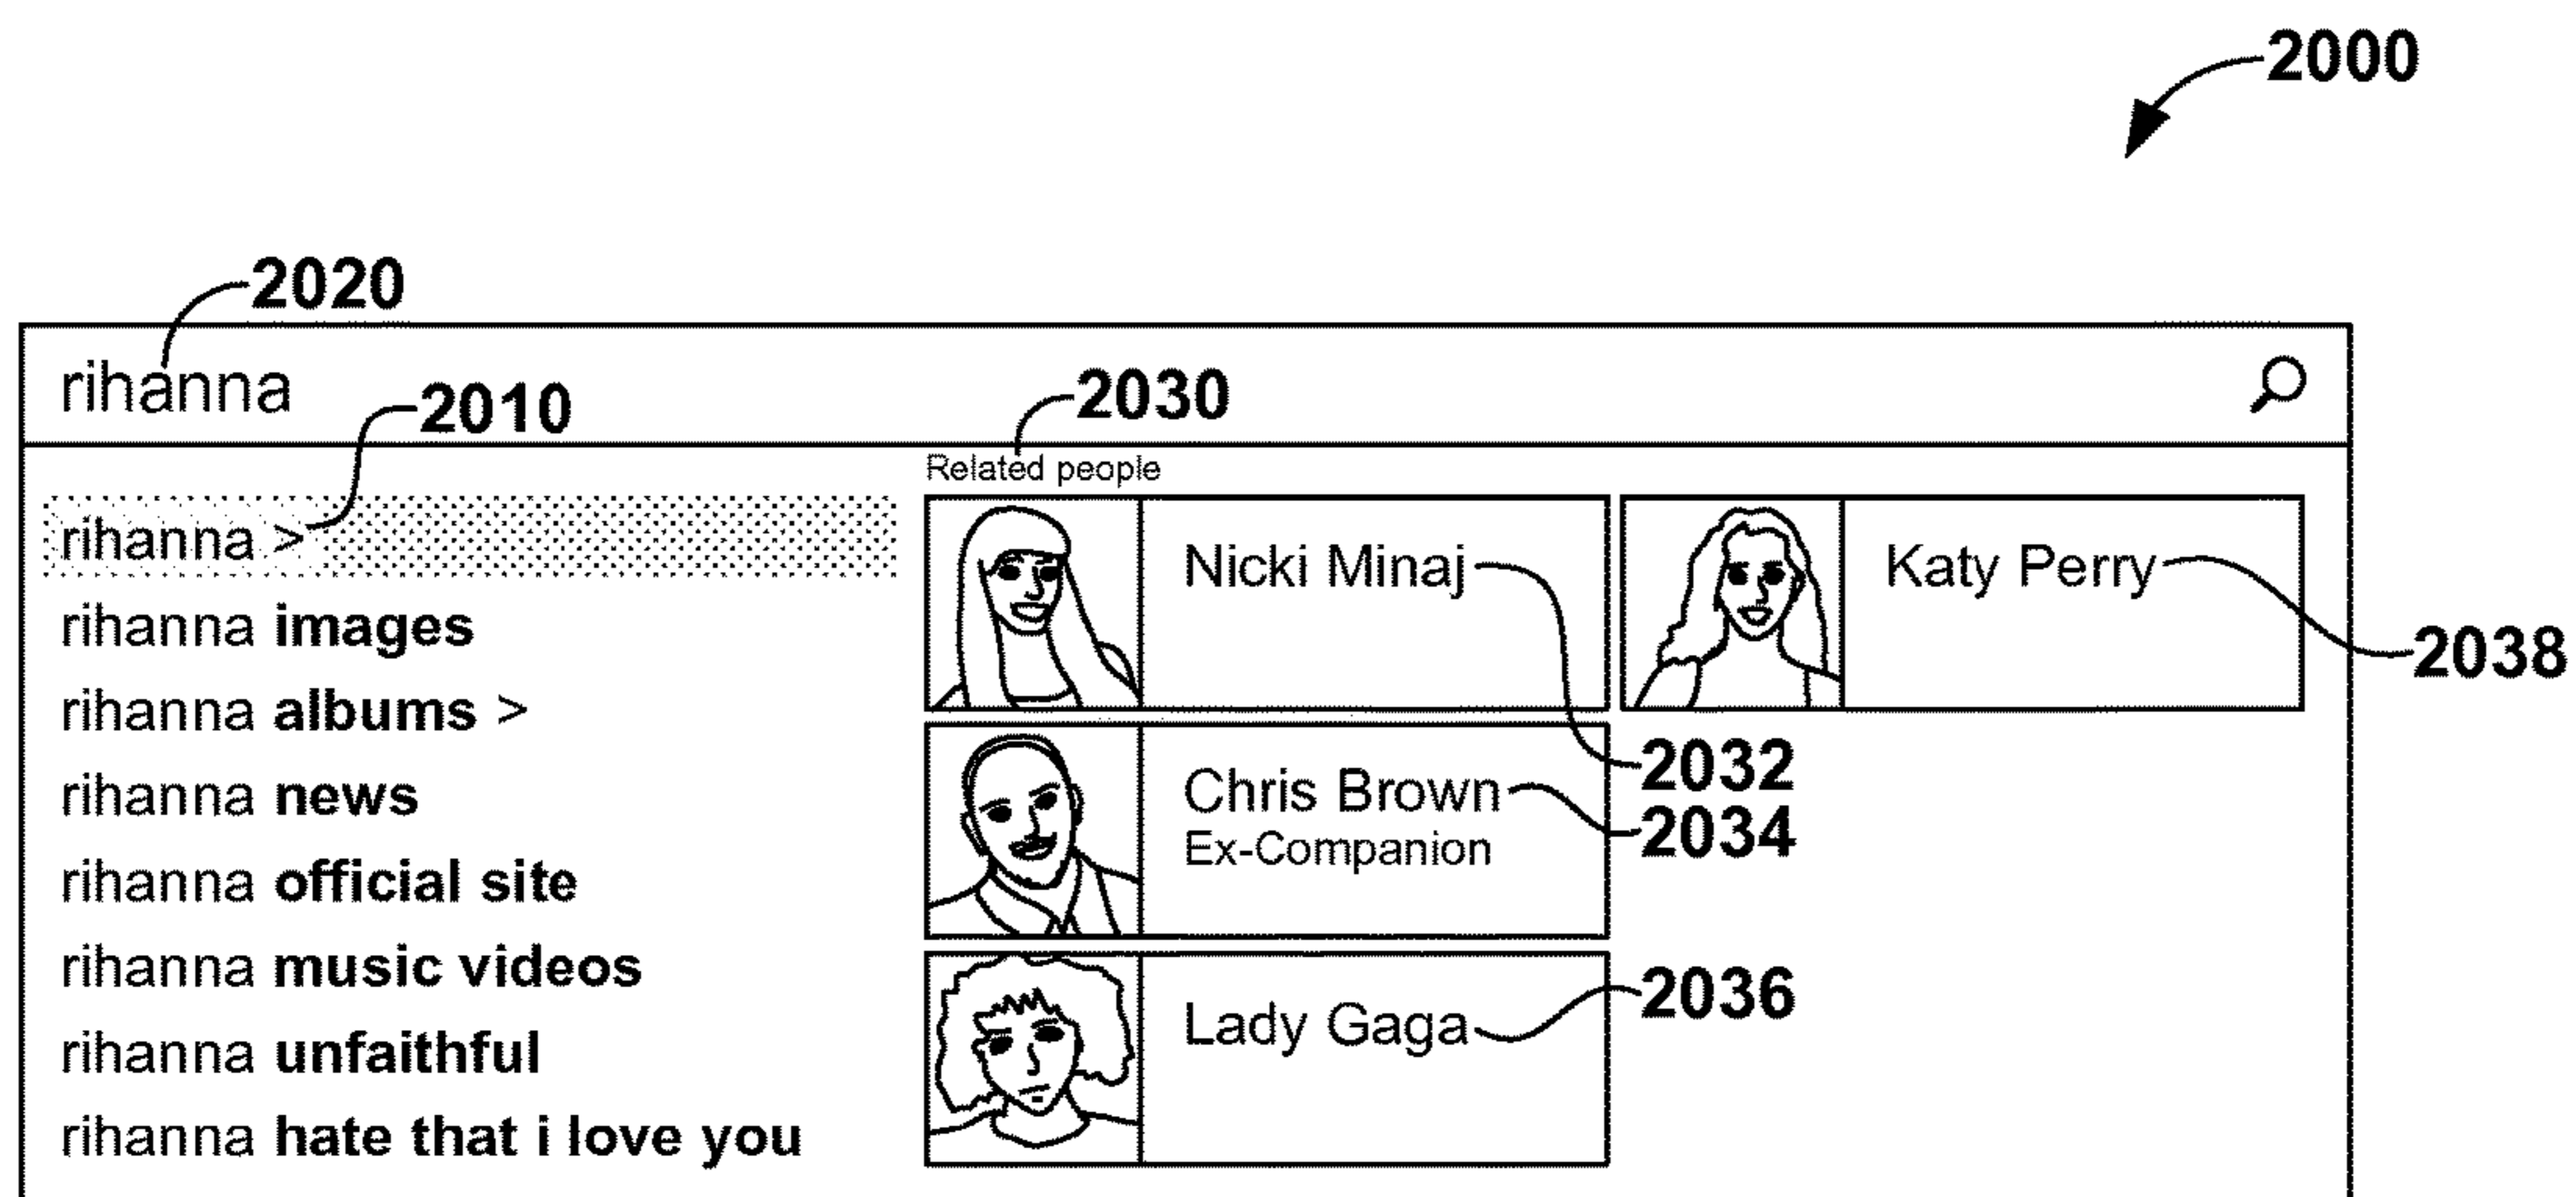 2000
2020
rihanna
2010
2030
Related people
rihanna >
rihanna images
rihanna albums >
rihanna news
rihanna official site
rihanna music videos
rihanna unfaithful
rihanna hate that i love you
Nicki Minaj
Katy Perry
2038
2032
Chris Brown
2034
Ex-Companion
2036
Lady Gaga